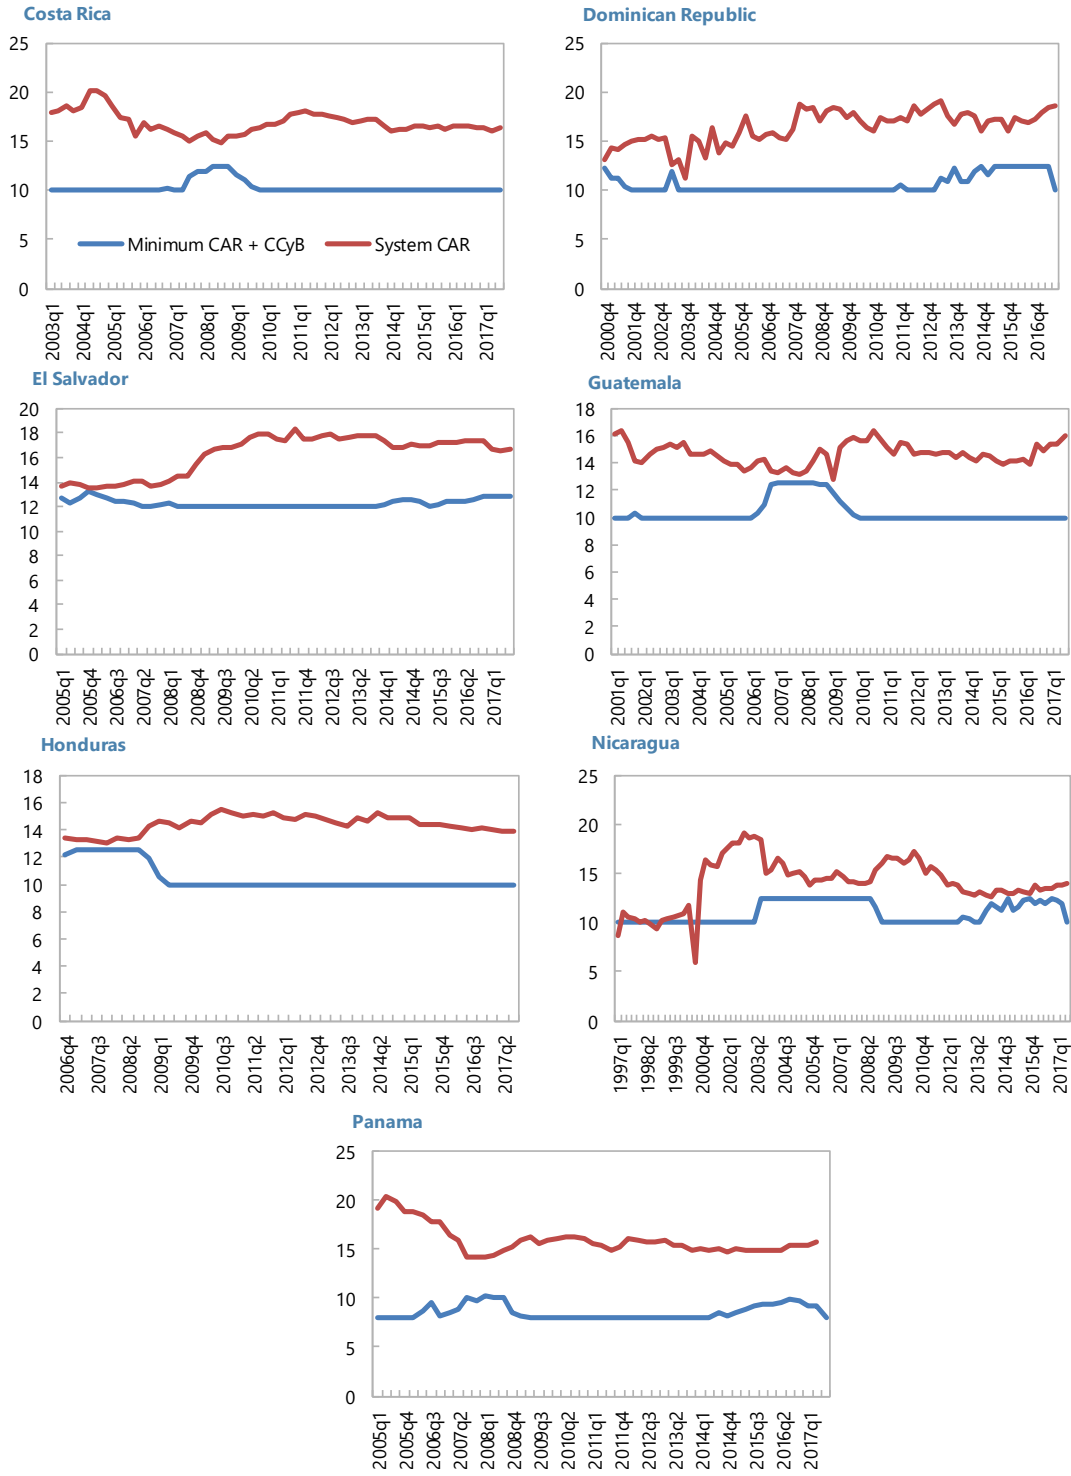 Costa Rica
25
20
15
10
5
0
Minimum CAR + CCyB
System CAR
2003q1
2004q1
2005q1
2006q1
2007q1
2008q1
2009q1
2010q1
2011q1
2012q1
2013q1
2014q1
2015q1
2016q1
2017q1
Dominican Republic
25
20
15
10
5
0
2000q4
2001q4
2002q4
2003q4
2004q4
2005q4
2006q4
2007q4
2008q4
2009q4
2010q4
2011q4
2012q4
2013q4
2014q4
2015q4
2016q4
El Salvador
20
18
16
14
12
10
8
6
4
2
0
2005q1
2005q4
2006q3
2007q2
2008q1
2008q4
2009q3
2010q2
2011q1
2011q4
2012q3
2013q2
2014q1
2014q4
2015q3
2016q2
2017q1
Guatemala
18
16
14
12
10
8
6
4
2
0
2001q1
2002q1
2003q1
2004q1
2005q1
2006q1
2007q1
2008q1
2009q1
2010q1
2011q1
2012q1
2013q1
2014q1
2015q1
2016q1
2017q1
Honduras
18
16
14
12
10
8
6
4
2
0
2006q4
2007q3
2008q2
2009q1
2009q4
2010q3
2011q2
2012q1
2012q4
2013q3
2014q2
2015q1
2015q4
2016q3
2017q2
Nicaragua
25
20
15
10
5
0
1997q1
1998q2
1999q3
2000q4
2002q1
2003q2
2004q3
2005q4
2007q1
2008q2
2009q3
2010q4
2012q1
2013q2
2014q3
2015q4
2017q1
Panama
25
20
15
10
5
0
2005q1
2005q4
2006q3
2007q2
2008q1
2008q4
2009q3
2010q2
2011q1
2011q4
2012q3
2013q2
2014q1
2014q4
2015q3
2016q2
2017q1